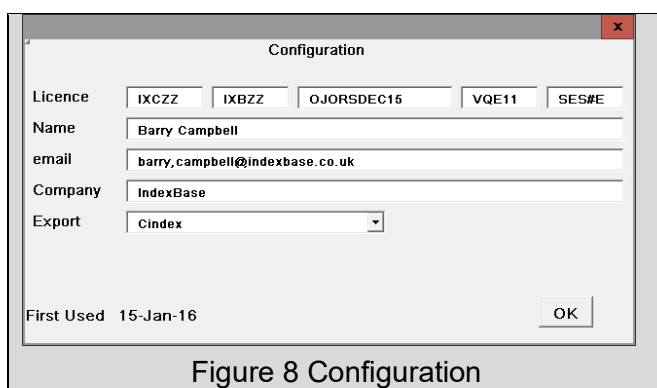 x
Configuration
Licence IXCZZ IXBZZ OJORSDEC15 VQE11 SES#E
Name Barry Campbell
email barry,campbell@indexbase.co.uk
Company IndexBase
Export Cindex
First Used 15-Jan-16 OK
Figure 8 Configuration